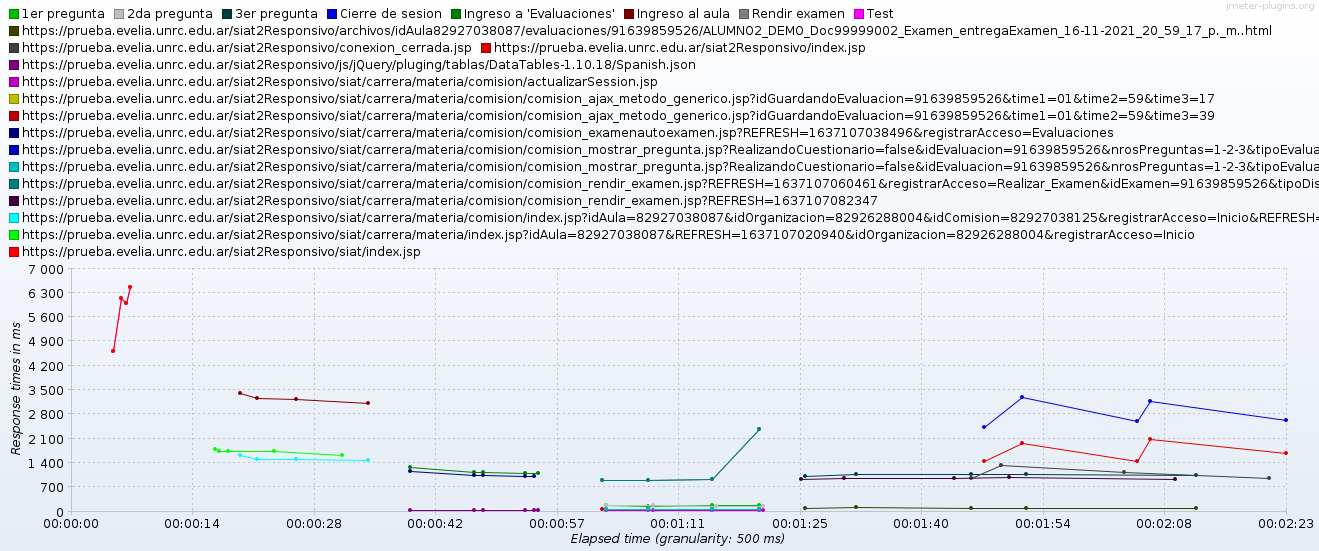 jmeter-plugins.org
1er pregunta 2da pregunta 3er pregunta Cierre de sesion Ingreso a 'Evaluaciones' Ingreso al aula Rendir examen Test
https://prueba.evelia.unrc.edu.ar/siat2Responsivo/archivos/idAula82927038087/evaluaciones/91639859526/ALUMNO2_DEMO_Doc99999002_Examen_entregaExamen_16-11-2021_20_59_17_p._m..html
https://prueba.evelia.unrc.edu.ar/siat2Responsivo/conexion_cerrada.jsp https://prueba.evelia.unrc.edu.ar/siat2Responsivo/index.jsp
https://prueba.evelia.unrc.edu.ar/siat2Responsivo/js/jQuery/pluging/tablas/DataTables-1.10.18/Spanish.json
https://prueba.evelia.unrc.edu.ar/siat2Responsivo/siat/carrera/materia/comision/actualizarSession.jsp
https://prueba.evelia.unrc.edu.ar/siat2Responsivo/siat/carrera/materia/comision/comision_ajax_metodo_generico.jsp?idGuardandoEvaluacion=91639859526&time1=01&time2=59&time3=17
https://prueba.evelia.unrc.edu.ar/siat2Responsivo/siat/carrera/materia/comision/comision_ajax_metodo_generico.jsp?idGuardandoEvaluacion=91639859526&time1=01&time2=59&time3=39
https://prueba.evelia.unrc.edu.ar/siat2Responsivo/siat/carrera/materia/comision/comision_examenautoexamen.jsp?REFRESH=1637107038496&registrarAcceso=Evaluaciones
https://prueba.evelia.unrc.edu.ar/siat2Responsivo/siat/carrera/materia/comision/comision_mostrar_pregunta.jsp?RealizandoCuestionario=false&idEvaluacion=91639859526&nrosPreguntas=1-2-3&tipoEvalua
https://prueba.evelia.unrc.edu.ar/siat2Responsivo/siat/carrera/materia/comision/comision_mostrar_pregunta.jsp?RealizandoCuestionario=false&idEvaluacion=91639859526&nrosPreguntas=1-2-3&tipoEvalua
https://prueba.evelia.unrc.edu.ar/siat2Responsivo/siat/carrera/materia/comision/comision_rendir_examen.jsp?REFRESH=1637107060461&registrarAcceso=Realizar_Examen&idExamen=91639859526&tipoDis
https://prueba.evelia.unrc.edu.ar/siat2Responsivo/siat/carrera/materia/comision/comision_rendir_examen.jsp?REFRESH=1637107082347
https://prueba.evelia.unrc.edu.ar/siat2Responsivo/siat/carrera/materia/comision/index.jsp?idAula=82927038087&idOrganizacion=82926288004&idComision=82927038125&registrarAcceso=Inicio&REFRESH=
https://prueba.evelia.unrc.edu.ar/siat2Responsivo/siat/carrera/materia/index.jsp?idAula=82927038087&REFRESH=1637107020940&idOrganizacion=82926288004&registrarAcceso=Inicio
https://prueba.evelia.unrc.edu.ar/siat2Responsivo/siat/index.jsp
Response times in ms
7 000
6 300
5 600
4 900
4 200
3 500
2 800
2 100
1 400
700
0
00:00:00 00:00:14 00:00:28 00:00:42 00:00:57 00:01:11 00:01:25 00:01:40 00:01:54 00:02:08 00:02:23
Elapsed time (granularity: 500 ms)